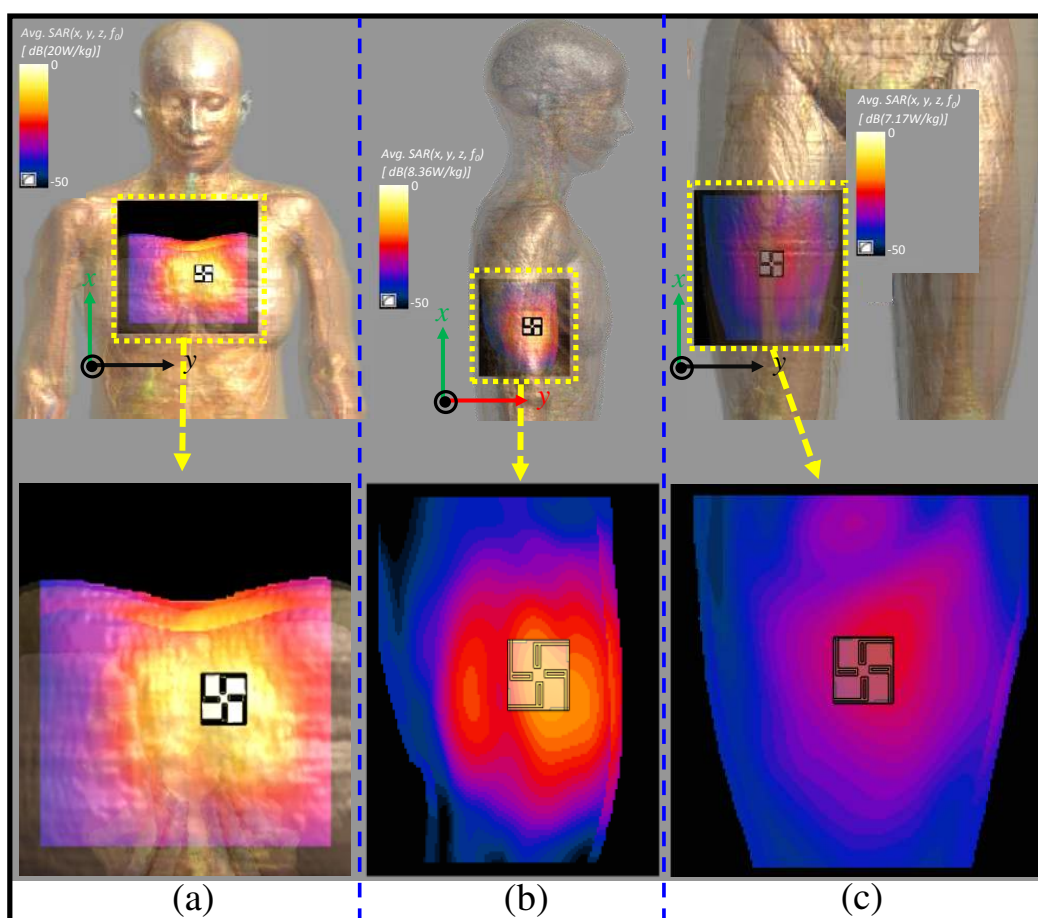 Avg. SAR(x, y, z, f₀)
[ dB(20W/kg)]
0
-50
x
y
(a)
Avg. SAR(x, y, z, f₀)
[ dB(8.36W/kg)]
0
-50
x
y
(b)
Avg. SAR(x, y, z, f₀)
[ dB(7.17W/kg)]
0
-50
x
y
(c)